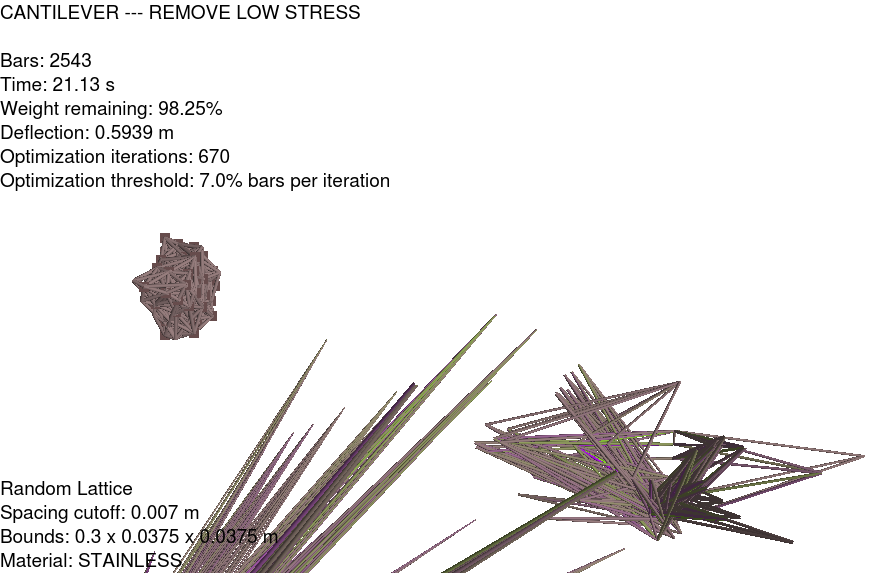 CANTILEVER --- REMOVE LOW STRESS
Bars: 2543
Time: 21.13 s
Weight remaining: 98.25%
Deflection: 0.5939 m
Optimization iterations: 670
Optimization threshold: 7.0% bars per iteration
Random Lattice
Spacing cutoff: 0.007 m
Bounds: 0.3 x 0.0375 x 0.0375 m
Material: STAINLESS